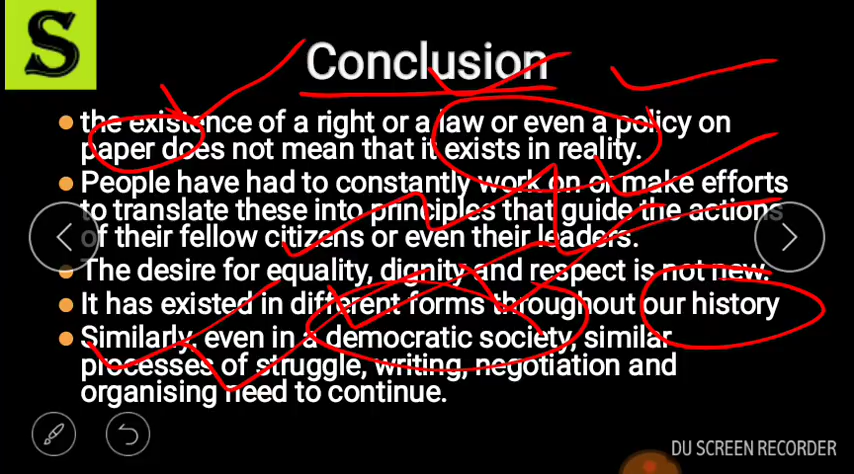 S
Conclusion
the existence of a right or a law or even a policy on
paper does not mean that it exists in reality.
People have had to constantly work on or make efforts
to translate these into principles that guide the actions
of their fellow citizens or even their leaders.
The desire for equality, dignity and respect is not new.
It has existed in different forms throughout our history
Similarly, even in a democratic society, similar
processes of struggle, writing, negotiation and
organising need to continue.
DU SCREEN RECORDER